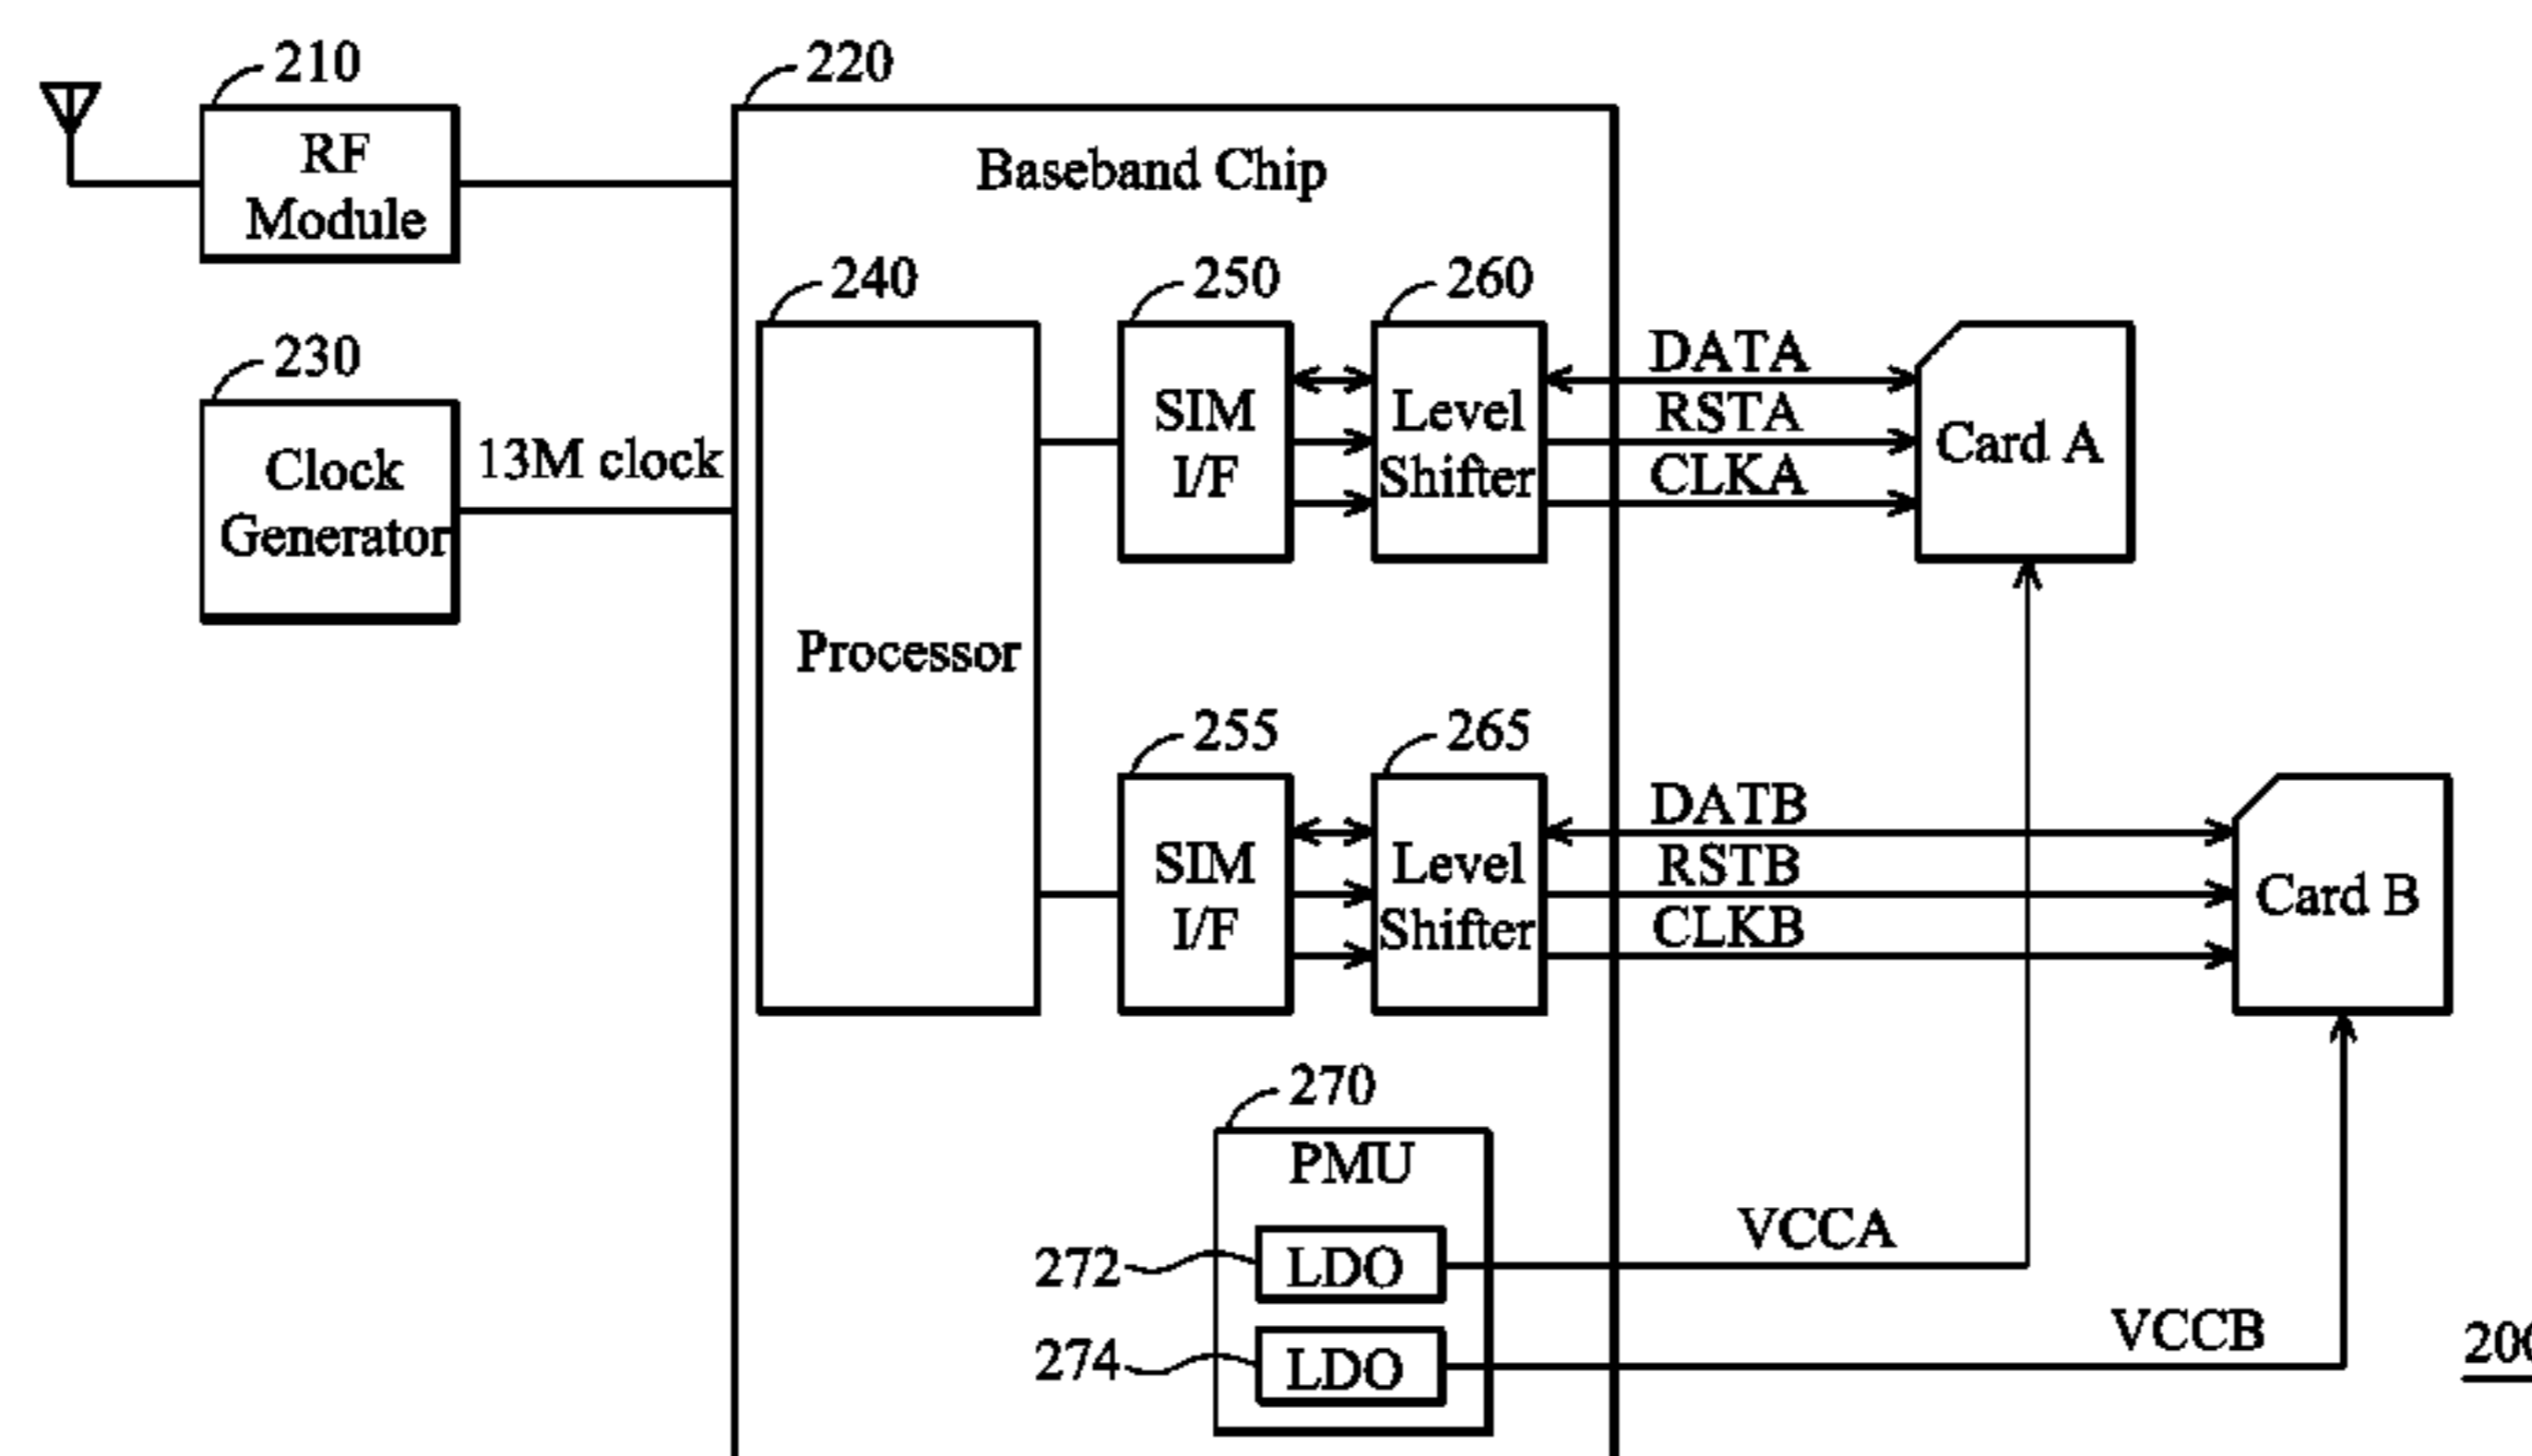 210
RF
Module
220
Baseband Chip
230
Clock
Generator
13M clock
240
Processor
250
SIM
I/F
260
Level
Shifter
DATA
RSTA
CLKA
Card A
255
SIM
I/F
265
Level
Shifter
DATB
RSTB
CLKB
Card B
270
PMU
272
LDO
VCCA
274
LDO
VCCB